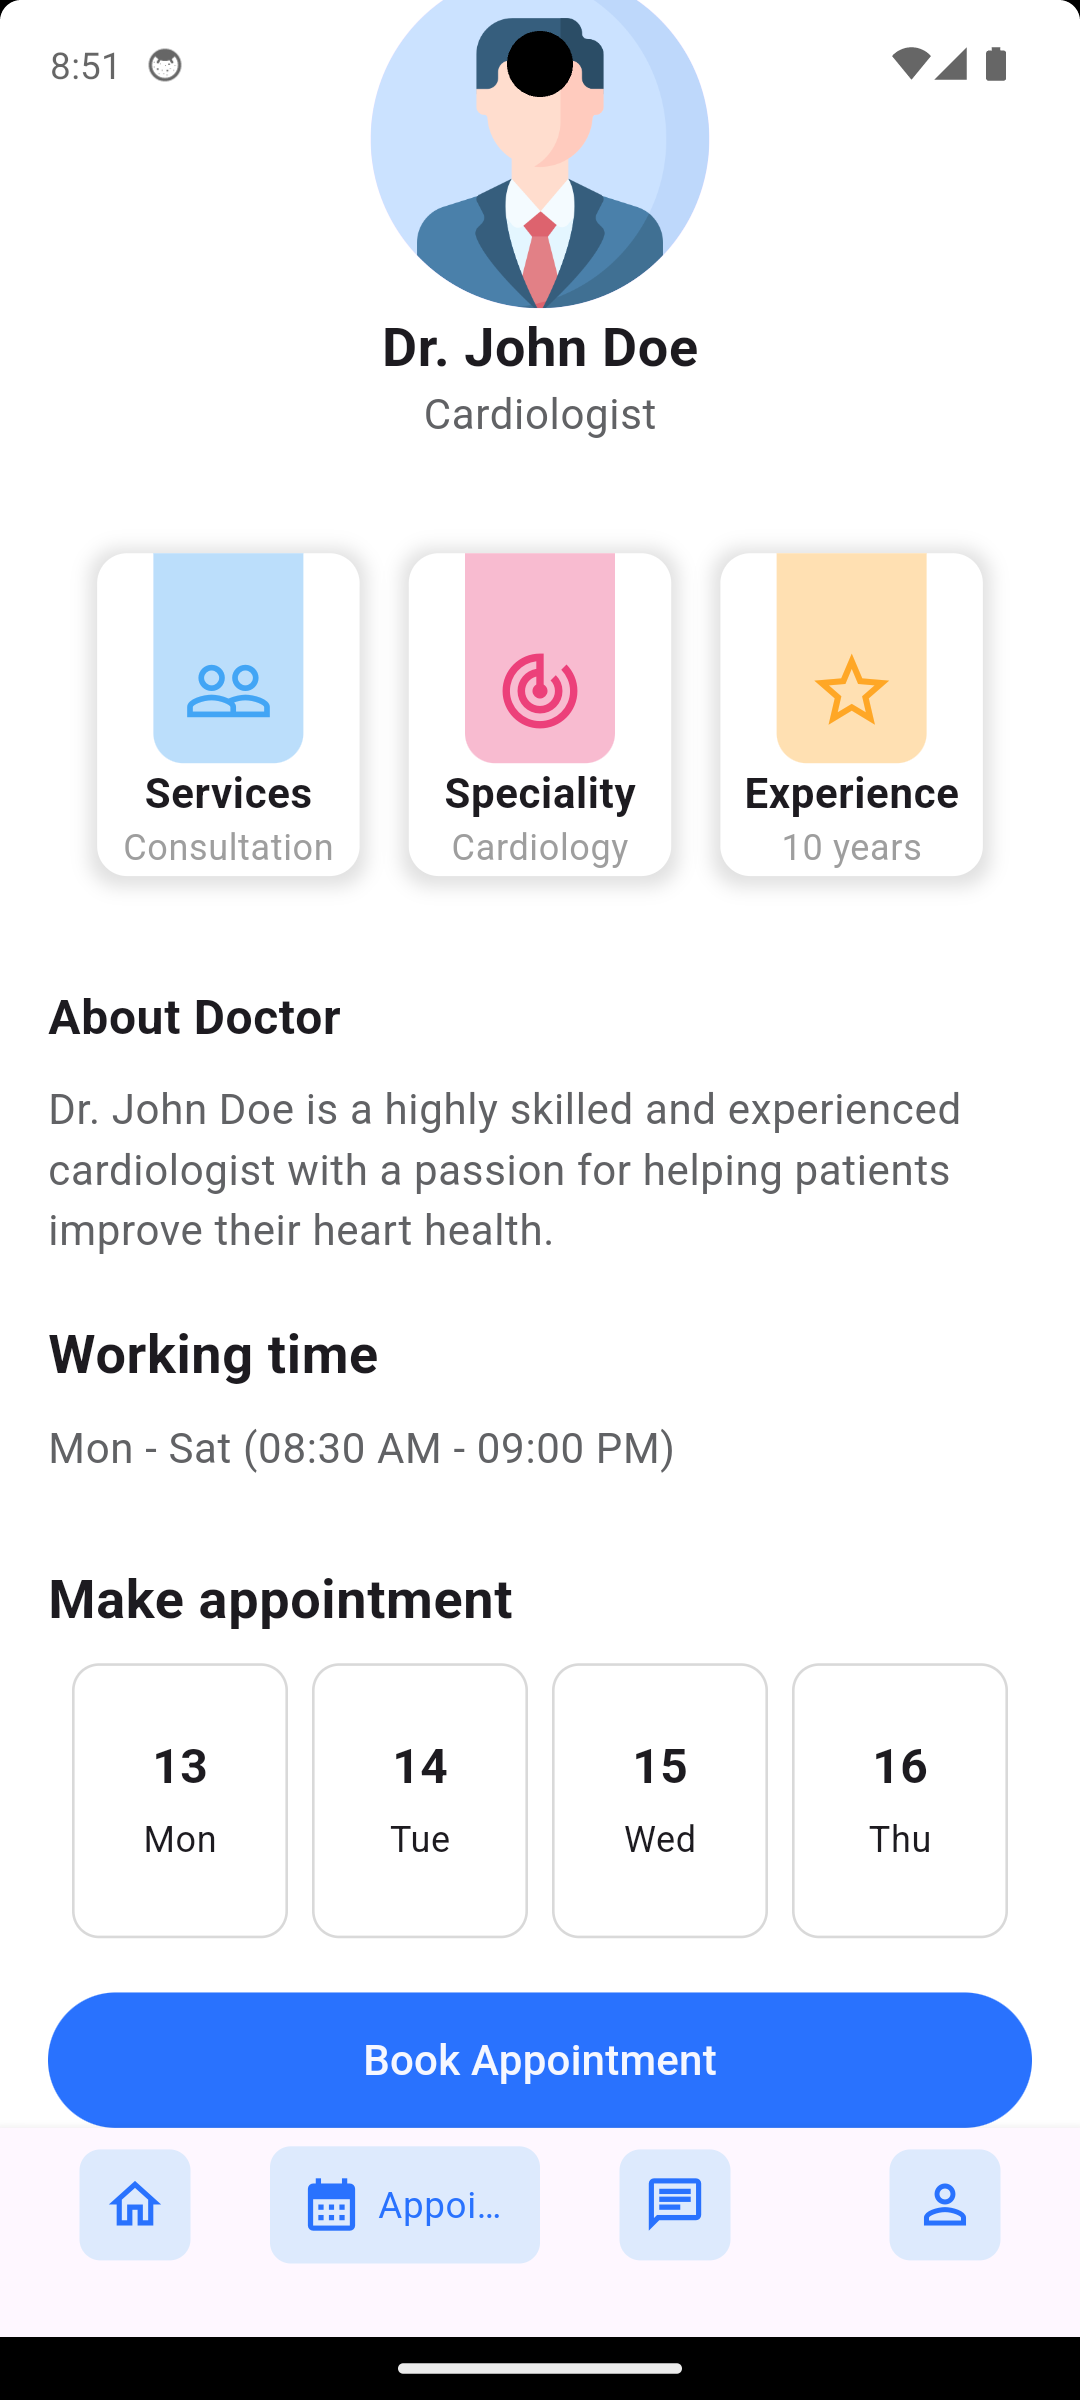 8:51
Dr. John Doe
Cardiologist
Services
Consultation
Speciality
Cardiology
Experience
10 years
About Doctor
Dr. John Doe is a highly skilled and experienced
cardiologist with a passion for helping patients
improve their heart health.
Working time
Mon - Sat (08:30 AM - 09:00 PM)
Make appointment
13
Mon
14
Tue
15
Wed
16
Thu
Book Appointment
Appoi...